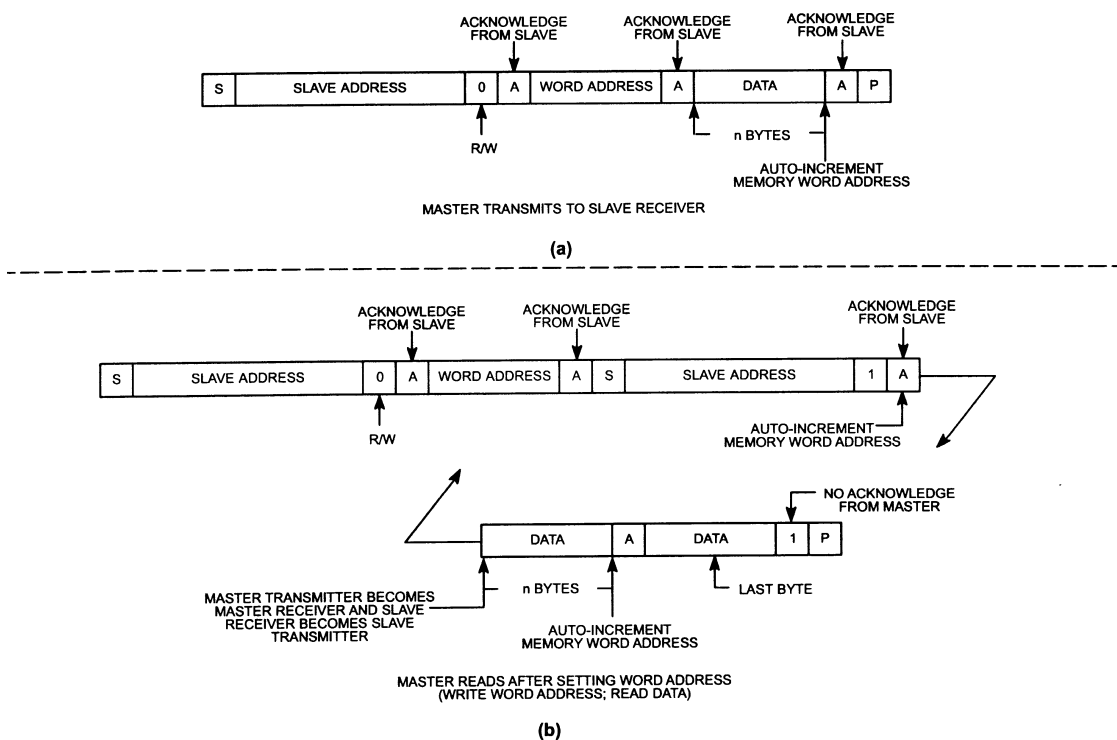 ACKNOWLEDGE
FROM SLAVE
ACKNOWLEDGE
FROM SLAVE
ACKNOWLEDGE
FROM SLAVE
S SLAVE ADDRESS 0 A WORD ADDRESS A DATA A P
R/W
n BYTES
AUTO-INCREMENT
MEMORY WORD ADDRESS
MASTER TRANSMITS TO SLAVE RECEIVER
(a)
ACKNOWLEDGE
FROM SLAVE
ACKNOWLEDGE
FROM SLAVE
ACKNOWLEDGE
FROM SLAVE
S SLAVE ADDRESS 0 A WORD ADDRESS A S SLAVE ADDRESS 1 A
R/W
AUTO-INCREMENT
MEMORY WORD ADDRESS
NO ACKNOWLEDGE
FROM MASTER
DATA A DATA 1 P
n BYTES
LAST BYTE
MASTER TRANSMITTER BECOMES
MASTER RECEIVER AND SLAVE
RECEIVER BECOMES SLAVE
TRANSMITTER
AUTO-INCREMENT
MEMORY WORD ADDRESS
MASTER READS AFTER SETTING WORD ADDRESS
(WRITE WORD ADDRESS; READ DATA)
(b)